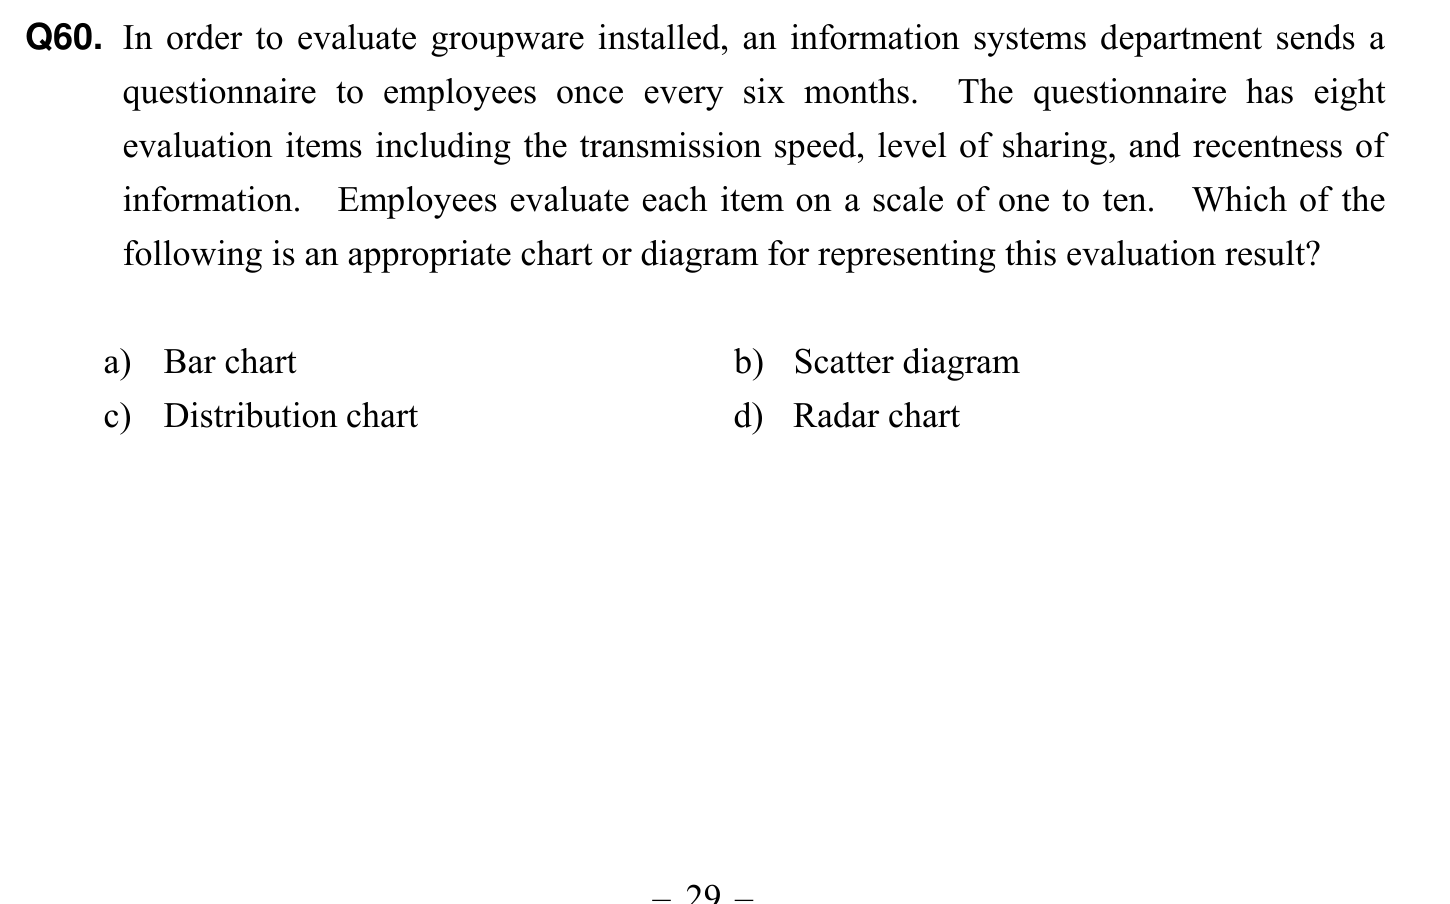 Q60. In order to evaluate groupware installed, an information systems department sends a
questionnaire to employees once every six months. The questionnaire has eight
evaluation items including the transmission speed, level of sharing, and recentness of
information. Employees evaluate each item on a scale of one to ten. Which of the
following is an appropriate chart or diagram for representing this evaluation result?
a) Bar chart b) Scatter diagram
c) Distribution chart d) Radar chart
– 29 –